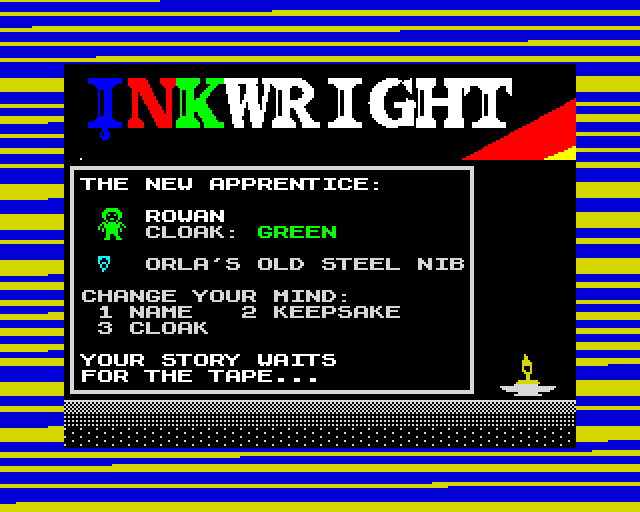 INKWRIGHT
THE NEW APPRENTICE:
ROWAN
CLOAK: GREEN
ORLA'S OLD STEEL NIB
CHANGE YOUR MIND:
1 NAME 2 KEEPSAKE
3 CLOAK
YOUR STORY WAITS
FOR THE TAPE...